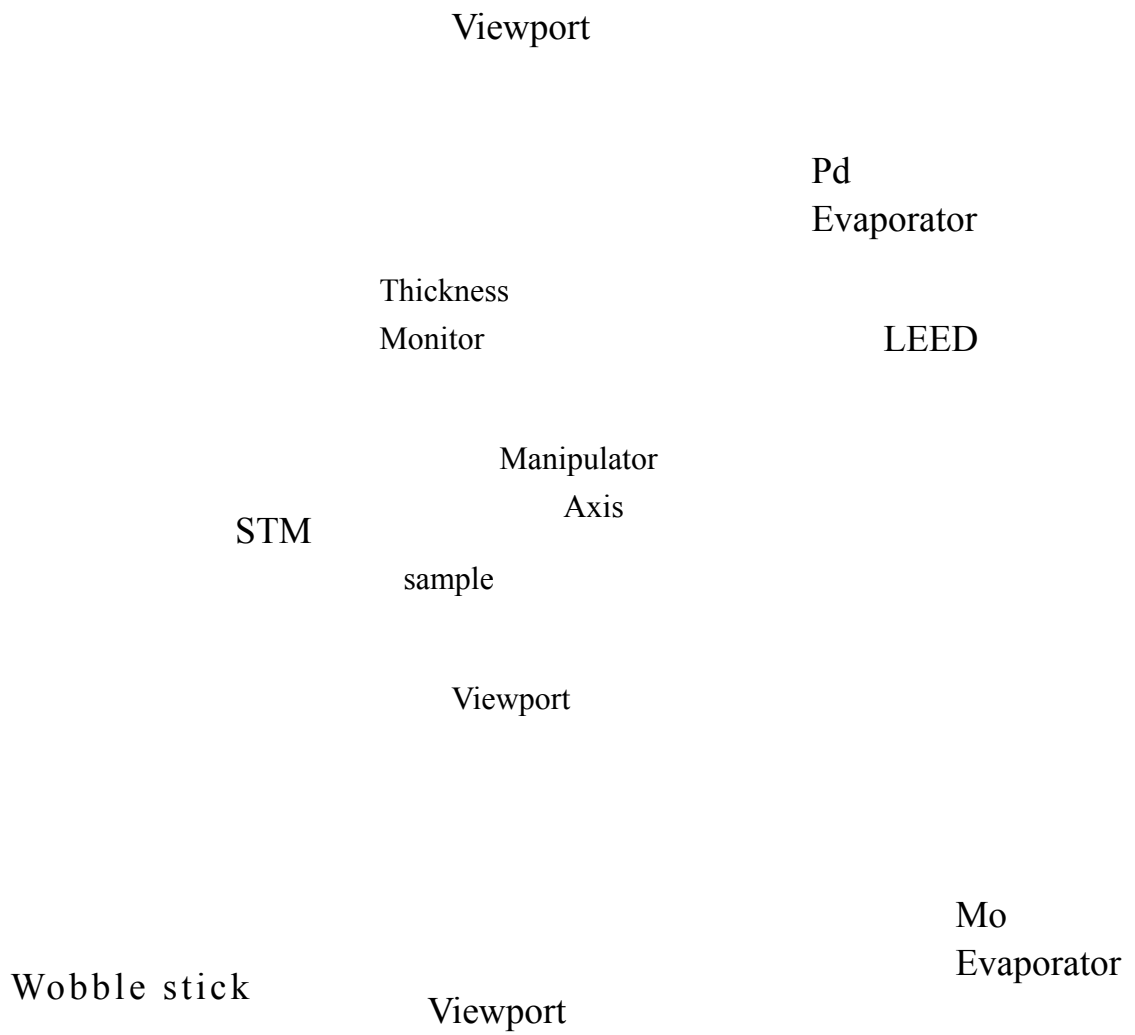 Viewport
Pd
Evaporator
Thickness
Monitor
LEED
Manipulator
Axis
STM
sample
Viewport
Mo
Evaporator
Wobble stick
Viewport